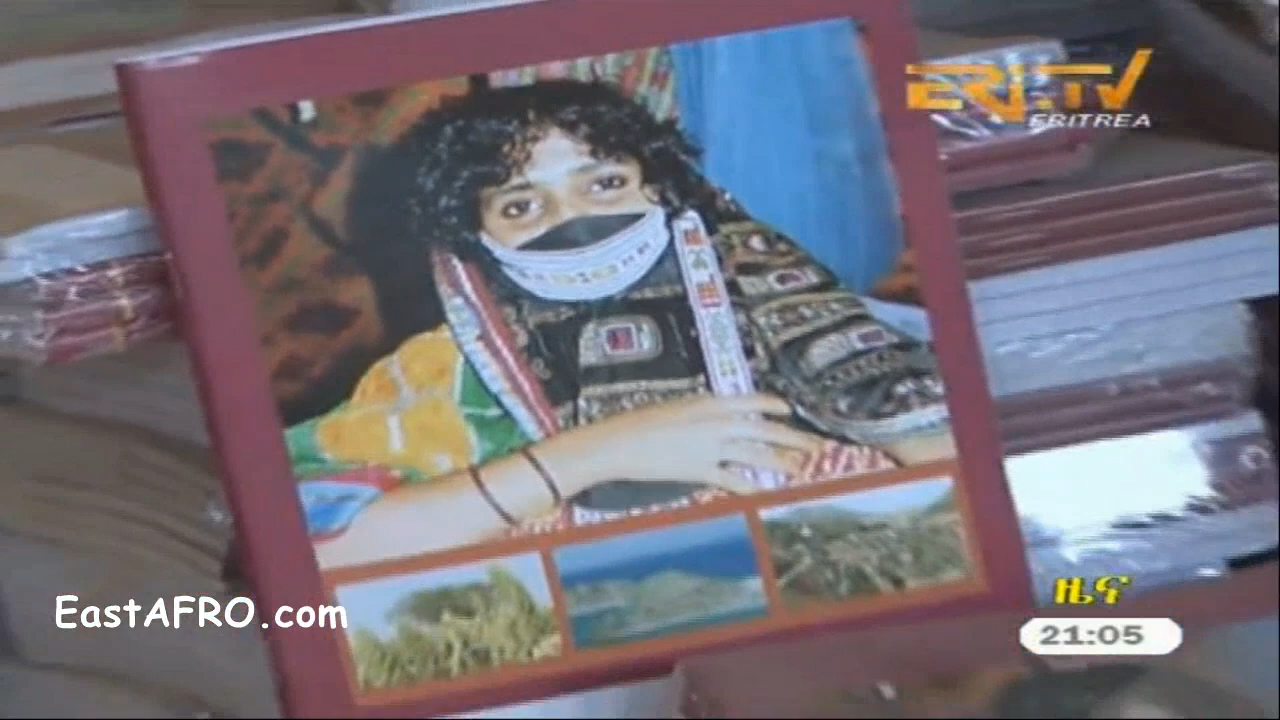 ERI-TV
ERITREA
EastAFRO.com
ዜና
21:05